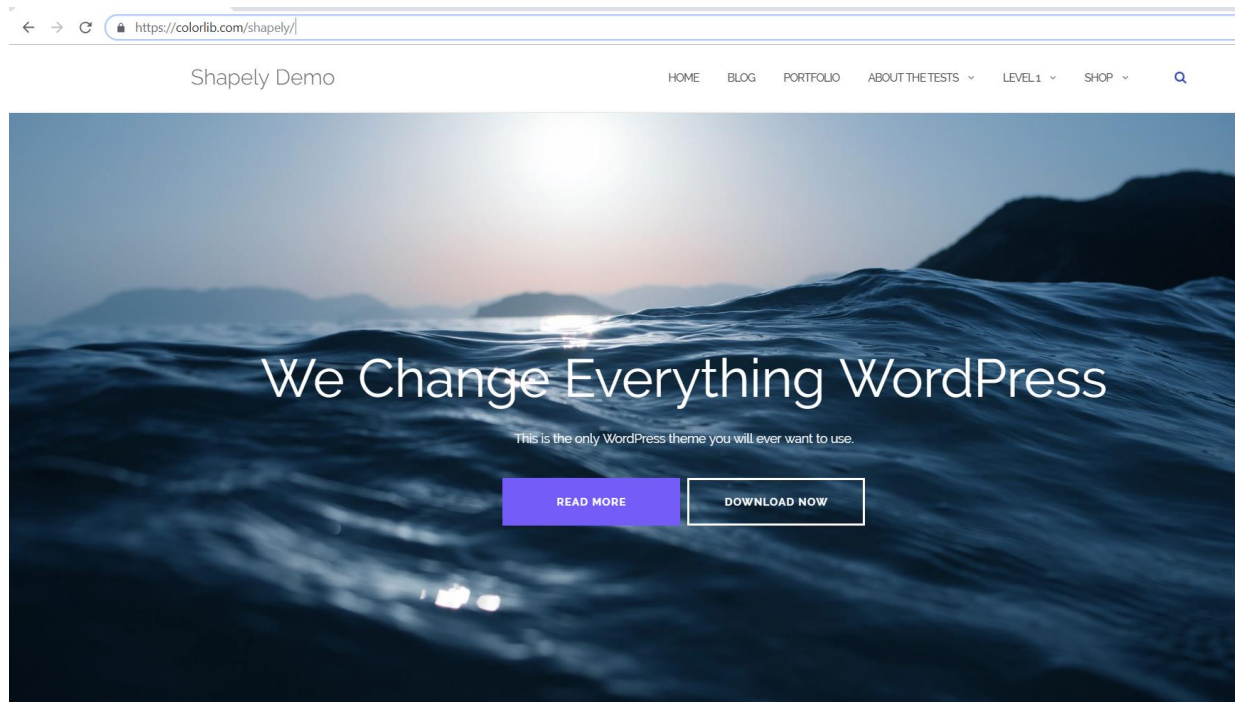 https://colorlib.com/shapely/
Shapely Demo
HOME BLOG PORTFOLIO ABOUT THE TESTS LEVEL 1 SHOP
We Change Everything WordPress
This is the only WordPress theme you will ever want to use.
READ MORE DOWNLOAD NOW